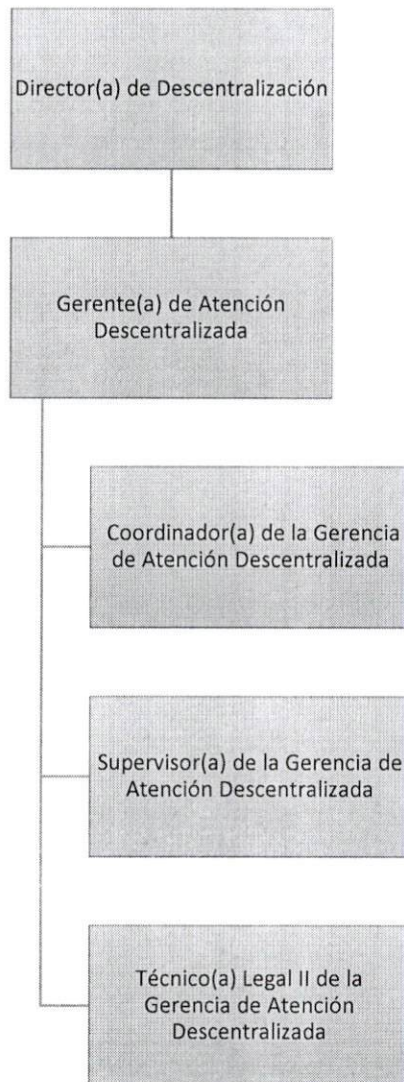 Director(a) de Descentralización
Gerente(a) de Atención
Descentralizada
Coordinador(a) de la Gerencia
de Atención Descentralizada
Supervisor(a) de la Gerencia de
Atención Descentralizada
Técnico(a) Legal II de la
Gerencia de Atención
Descentralizada